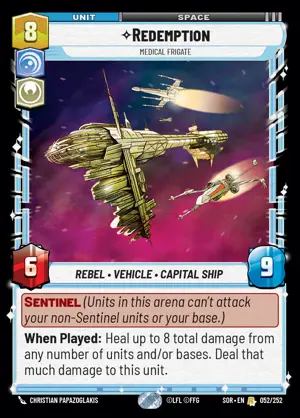 UNIT
SPACE
8
✧REDEMPTION
MEDICAL FRIGATE
6
9
REBEL • VEHICLE • CAPITAL SHIP
SENTINEL (Units in this arena can't attack
your non-Sentinel units or your base.)
When Played: Heal up to 8 total damage from
any number of units and/or bases. Deal that
much damage to this unit.
CHRISTIAN PAPAZOGLAKIS
©LFL ©FFG
SOR • EN
052/252